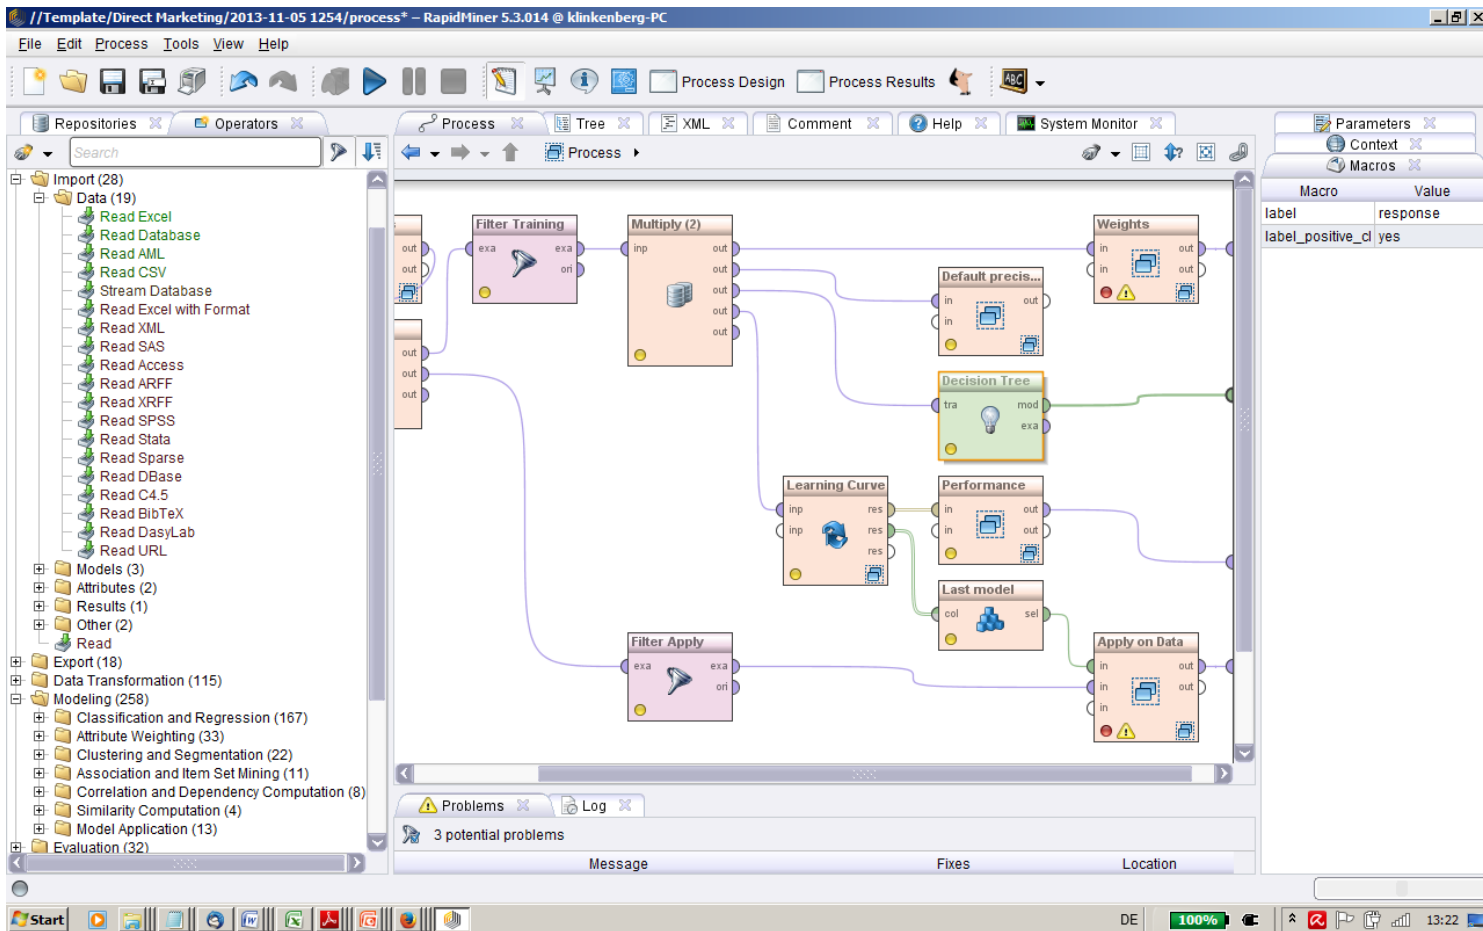 //Template/Direct Marketing/2013-11-05 1254/process* – RapidMiner 5.3.014 @ klinkenberg-PC
File Edit Process Tools View Help
Process Design Process Results ABC
Repositories Operators
Search
Import (28)
Data (19)
Read Excel
Read Database
Read AML
Read CSV
Stream Database
Read Excel with Format
Read XML
Read SAS
Read Access
Read ARFF
Read XRFF
Read SPSS
Read Stata
Read Sparse
Read DBase
Read C4.5
Read BibTeX
Read DasyLab
Read URL
Models (3)
Attributes (2)
Results (1)
Other (2)
Read
Export (18)
Data Transformation (115)
Modeling (258)
Classification and Regression (167)
Attribute Weighting (33)
Clustering and Segmentation (22)
Association and Item Set Mining (11)
Correlation and Dependency Computation (8)
Similarity Computation (4)
Model Application (13)
Evaluation (32)
Process Tree XML Comment Help System Monitor
Process
s
out
out
out
out
out
Filter Training
exa exa
ori
Multiply (2)
inp out
out
out
out
out
Weights
in out
in out
Default precis...
in out
in
Decision Tree
tra mod
exa
Learning Curve
inp res
inp res
res
Performance
in out
in out
Last model
col sel
Filter Apply
exa exa
ori
Apply on Data
in out
in out
in
Problems Log
3 potential problems
Message Fixes Location
Parameters
Context
Macros
Macro Value
label response
label_positive_cl yes
Start DE 100% 13:22